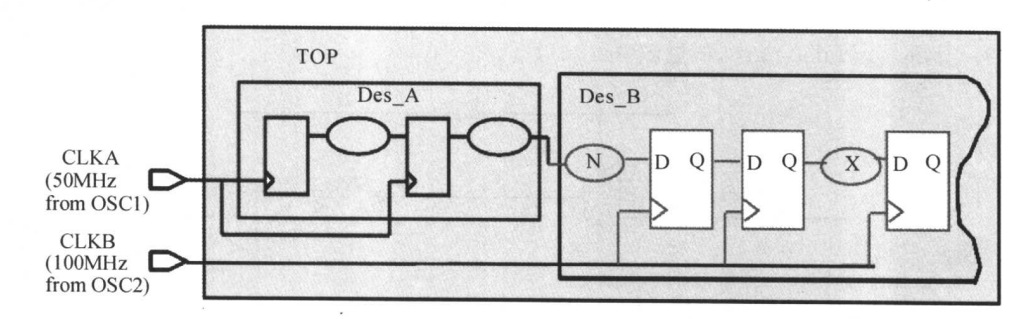 TOP
Des_A
Des_B
CLKA
(50MHz
from OSC1)
N
D Q
D Q
X
D Q
CLKB
(100MHz
from OSC2)